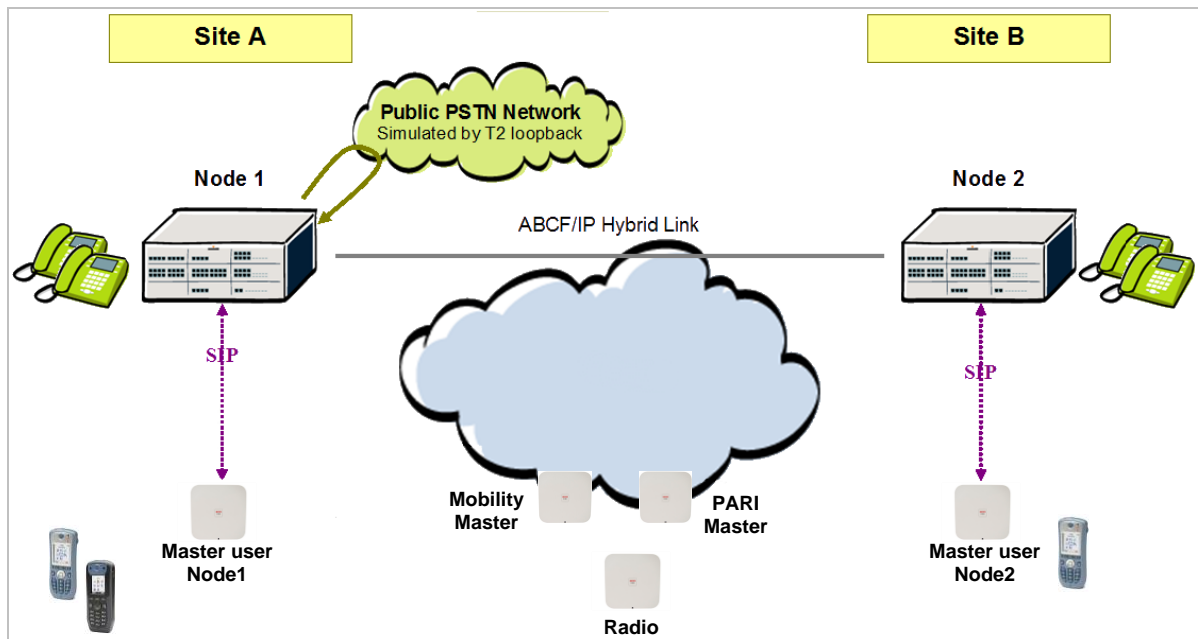 Site A
Site B
Public PSTN Network
Simulated by T2 loopback
Node 1
Node 2
ABCF/IP Hybrid Link
SIP
SIP
Mobility
Master
PARI
Master
Master user
Node1
Master user
Node2
Radio